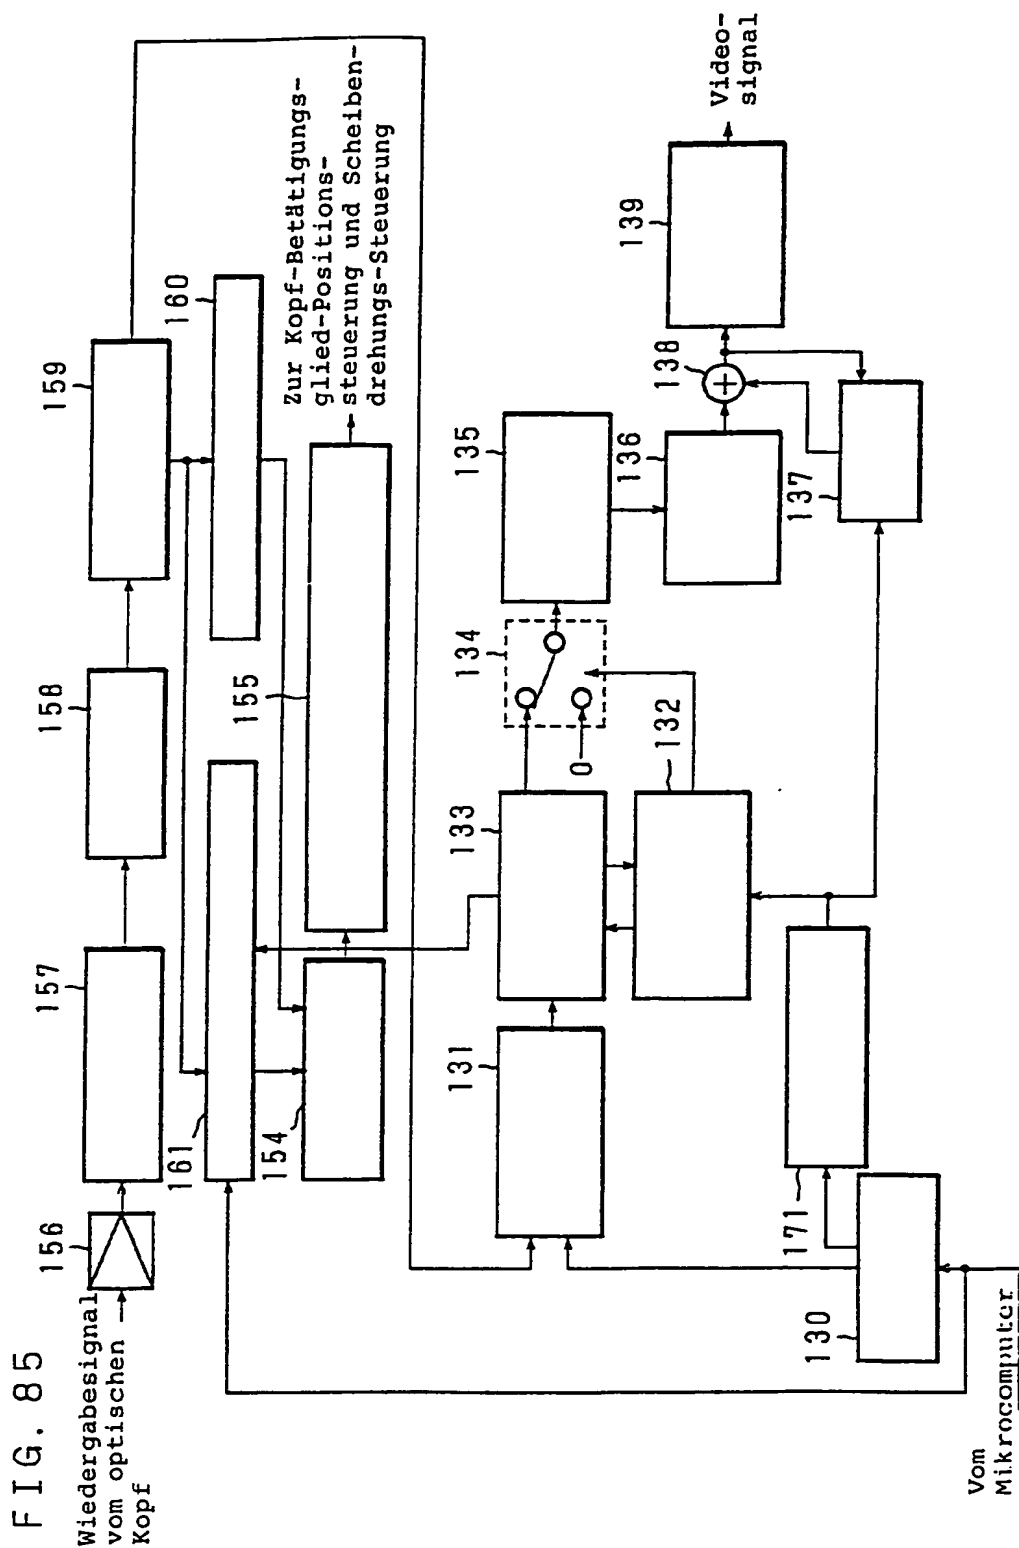 FIG. 85
Wiedergabesignal
vom optischen
Kopf
156
157
158
159
160
161
154
155
Zur Kopf-Betätigungs-
glied-Positions-
steuerung und Scheiben-
drehungs-Steuerung
131
133
134
0
132
135
136
137
138
139
Video-
signal
171
130
Vom
Mikrocomputer